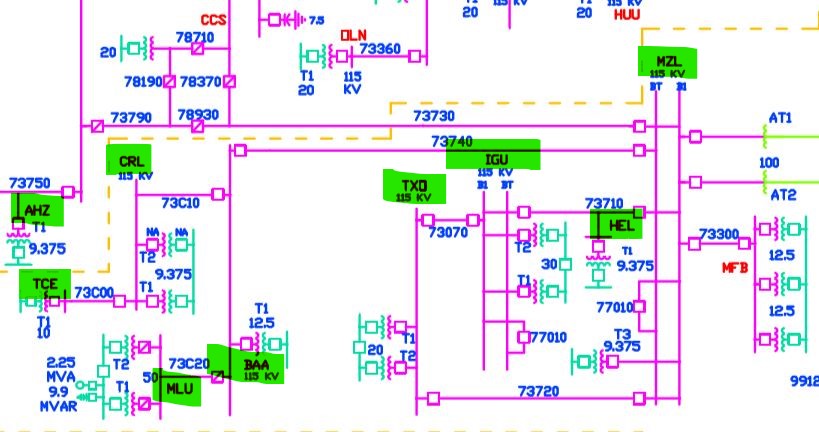 CCS
7.5
20
115 KV
20
HUU
78710
20
DLN
73360
T1
20
115
KV
78190
78370
MZL
115 KV
BT
B1
73790
78930
73730
AT1
73740
CRL
115 KV
IGU
115 KV
B1
BT
100
AT2
73750
TXD
115 KV
73C10
73710
AHZ
T1
9.375
73070
HEL
T1
9.375
73300
MFB
NA
NA
T2
9.375
T1
T2
30
T1
12.5
12.5
TCE
73C00
T1
10
77010
77010
T1
12.5
T3
9.375
20
T1
T2
2.25
MVA
9.9
MVAR
T2
T1
50
73C20
MLU
BAA
115 KV
73720
9912